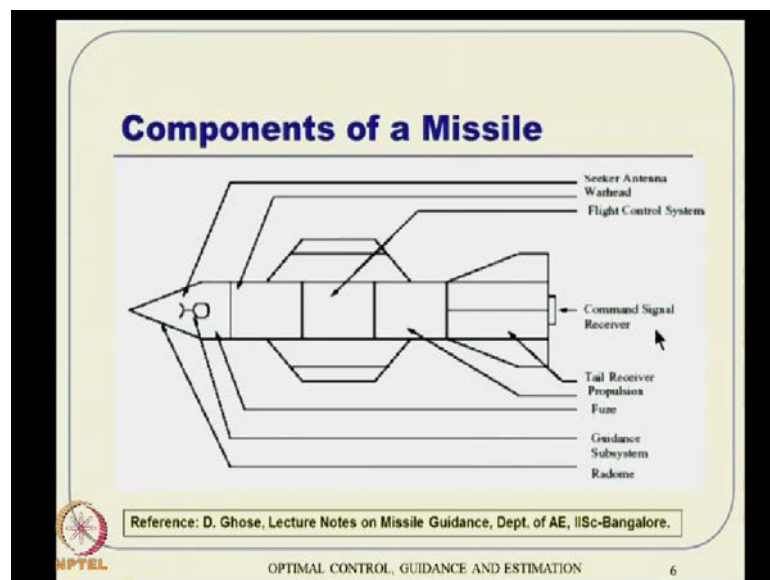 Components of a Missile
Seeker Antenna
Warhead
Flight Control System
Command Signal
Receiver
Tail Receiver
Propulsion
Fuze
Guidance
Subsystem
Radome
Reference: D. Ghose, Lecture Notes on Missile Guidance, Dept. of AE, IISc-Bangalore.
NPTEL
OPTIMAL CONTROL, GUIDANCE AND ESTIMATION 6